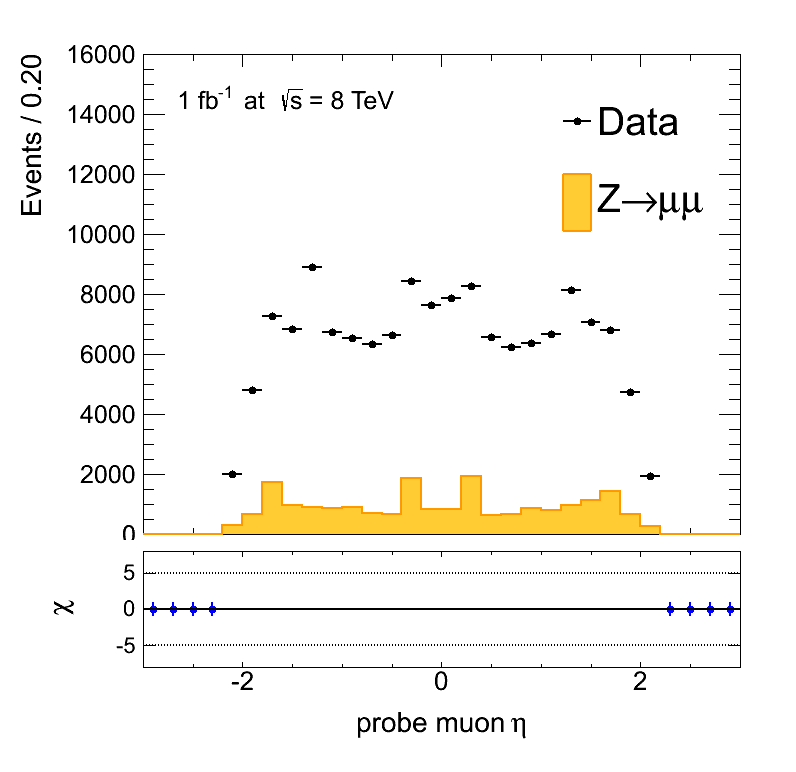 Events / 0.20
16000
14000
12000
10000
8000
6000
4000
2000
0
1 fb-1 at √s = 8 TeV
Data
Z→μμ
χ
5
0
-5
-2 0 2
probe muon η